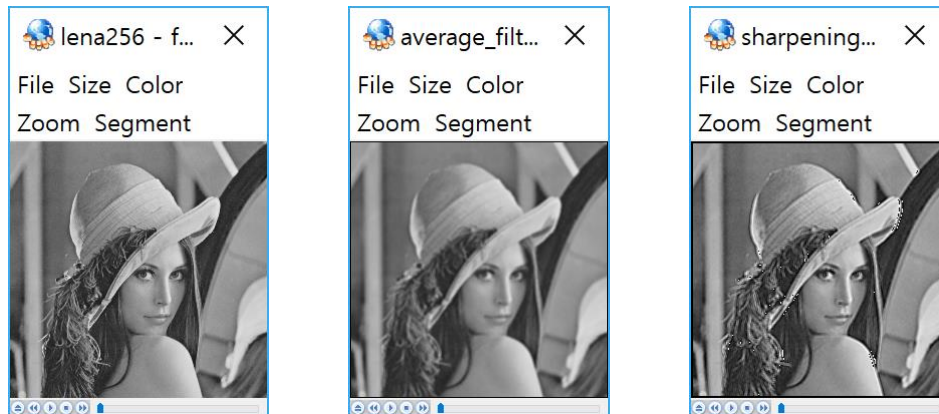 lena256 - f...
File Size Color
Zoom Segment
average_filt...
File Size Color
Zoom Segment
sharpening...
File Size Color
Zoom Segment